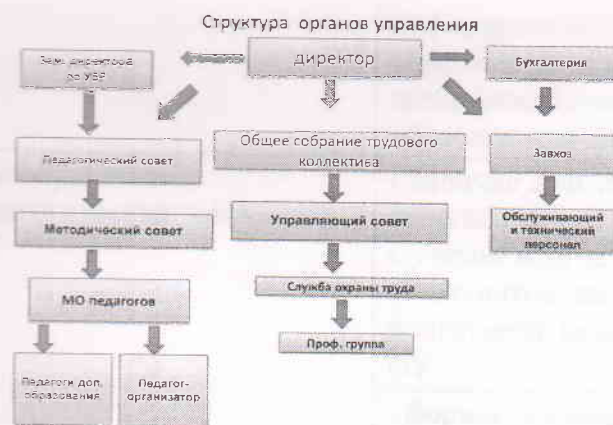 Структура органов управления
Зам. директора
по УВР
директор
Бухгалтерия
Педагогический совет
Общее собрание трудового
коллектива
Завхоз
Методический совет
Управляющий совет
Обслуживающий
и технический
персонал
МО педагогов
Служба охраны труда
Проф. группа
Педагоги доп.
образования
Педагог-
организатор